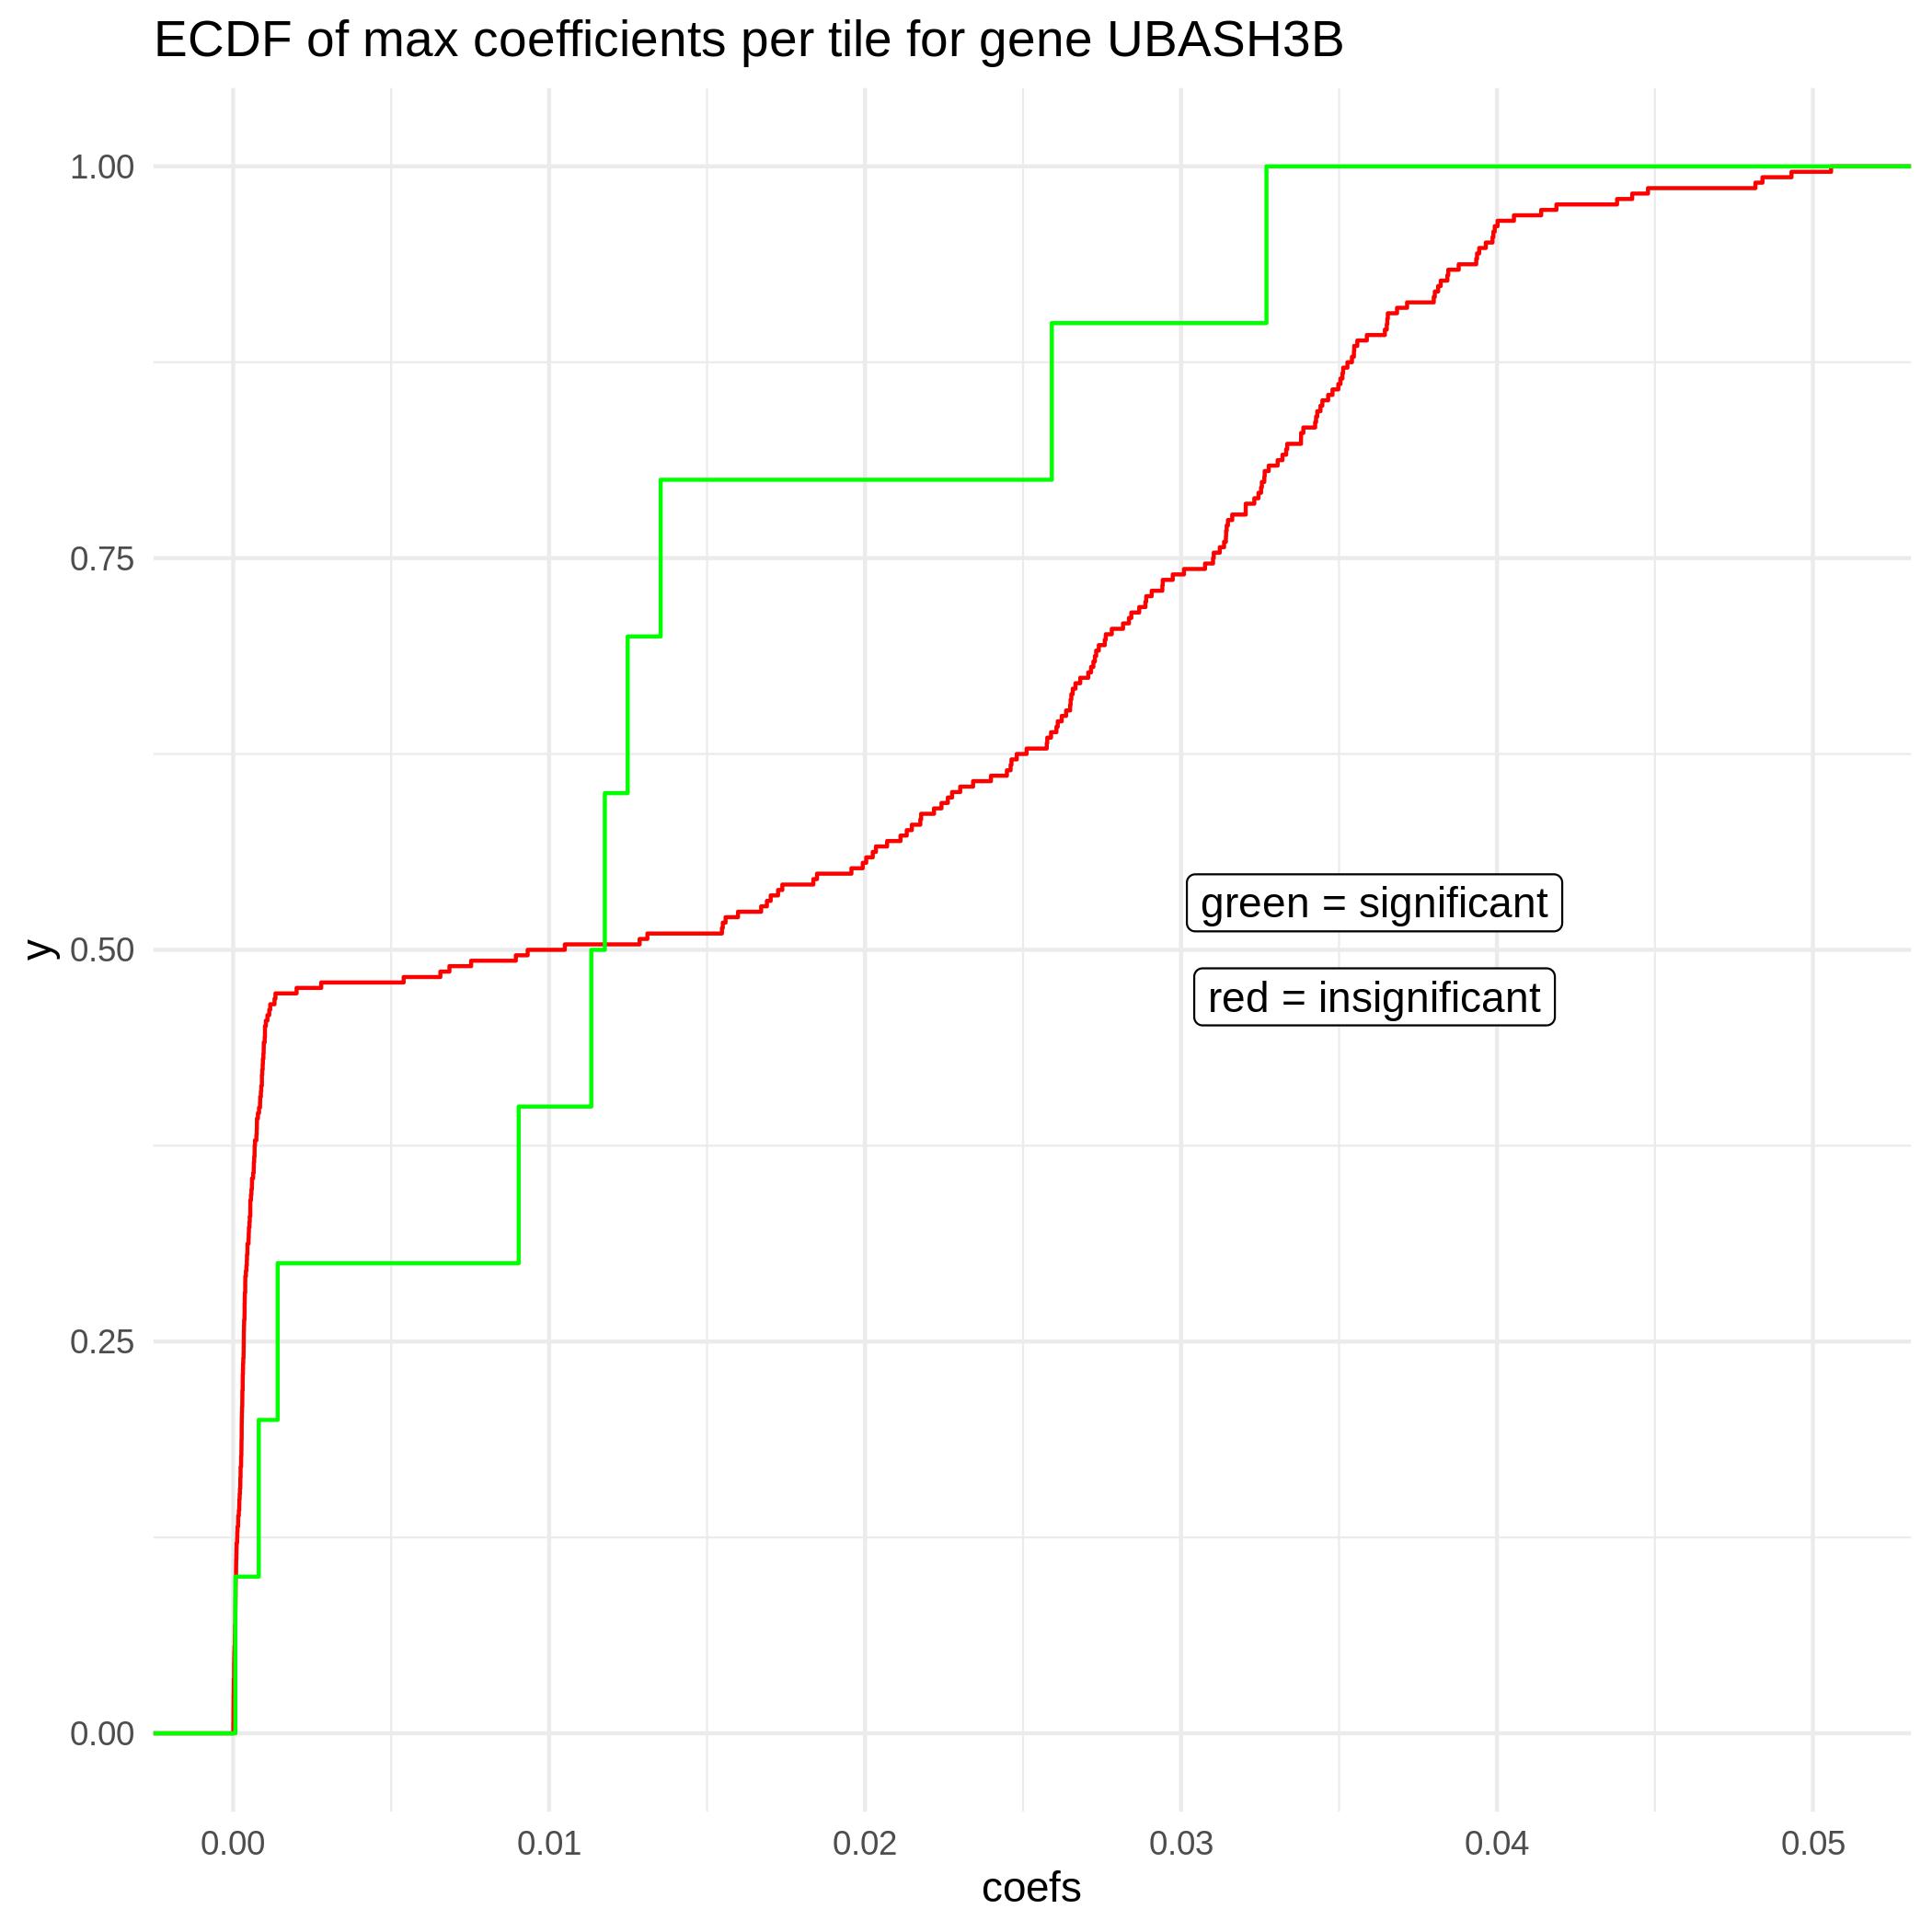 ECDF of max coefficients per tile for gene UBASH3B
y
1.00
0.75
0.50
0.25
0.00
green = significant
red = insignificant
0.00 0.01 0.02 0.03 0.04 0.05
coefs